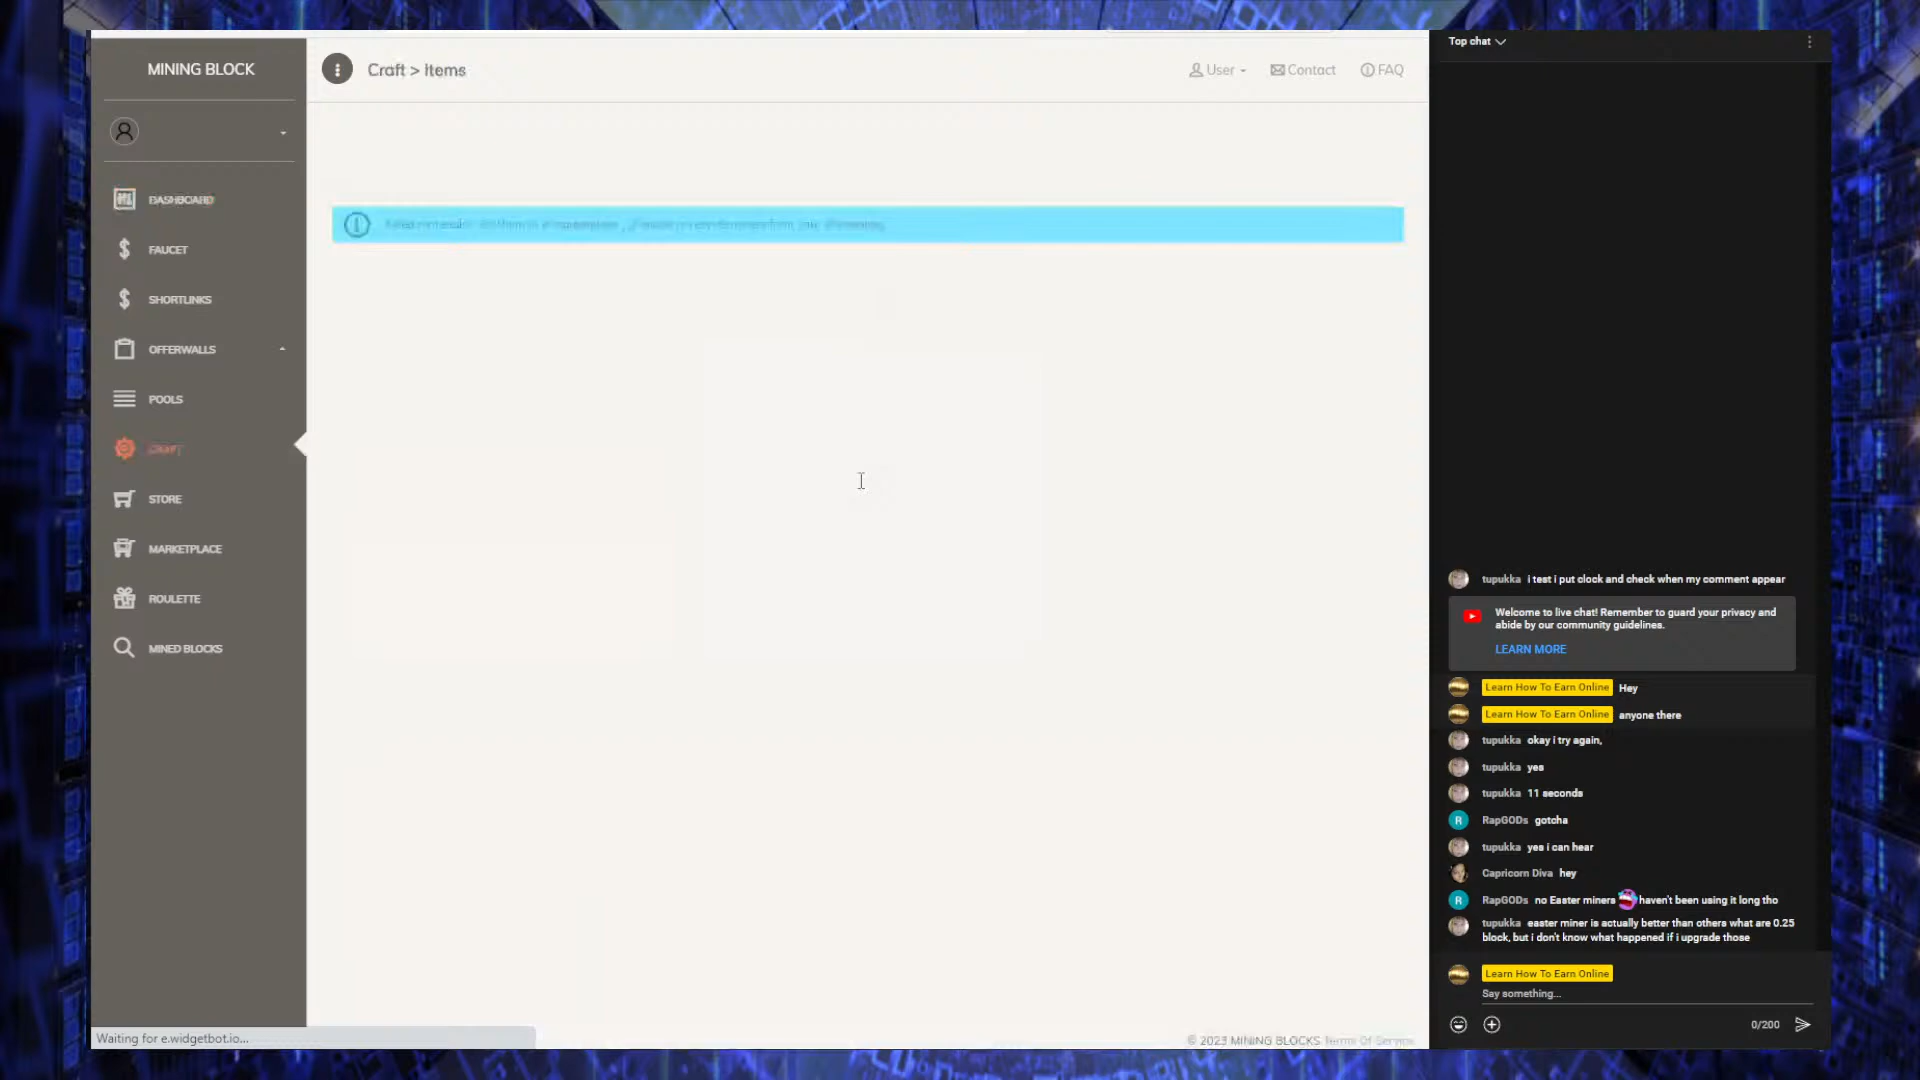 MINING BLOCK
DASHBOARD
FAUCET
SHORTLINKS
OFFERWALLS
POOLS
CRAFT
STORE
MARKETPLACE
ROULETTE
MINED BLOCKS
Craft > Items
User
Contact
FAQ
Waiting for e.widgetbot.io...
© 2023 MINING BLOCKS Terms Of Service
Top chat
tupukka i test i put clock and check when my comment appear
Welcome to live chat! Remember to guard your privacy and
abide by our community guidelines.
LEARN MORE
Learn How To Earn Online Hey
Learn How To Earn Online anyone there
tupukka okay i try again,
tupukka yes
tupukka 11 seconds
R RapGODs gotcha
tupukka yes i can hear
Capricorn Diva hey
R RapGODs no Easter miners haven't been using it long tho
tupukka easter miner is actually better than others what are 0.25
block, but i don't know what happened if i upgrade those
Learn How To Earn Online
Say something...
0/200